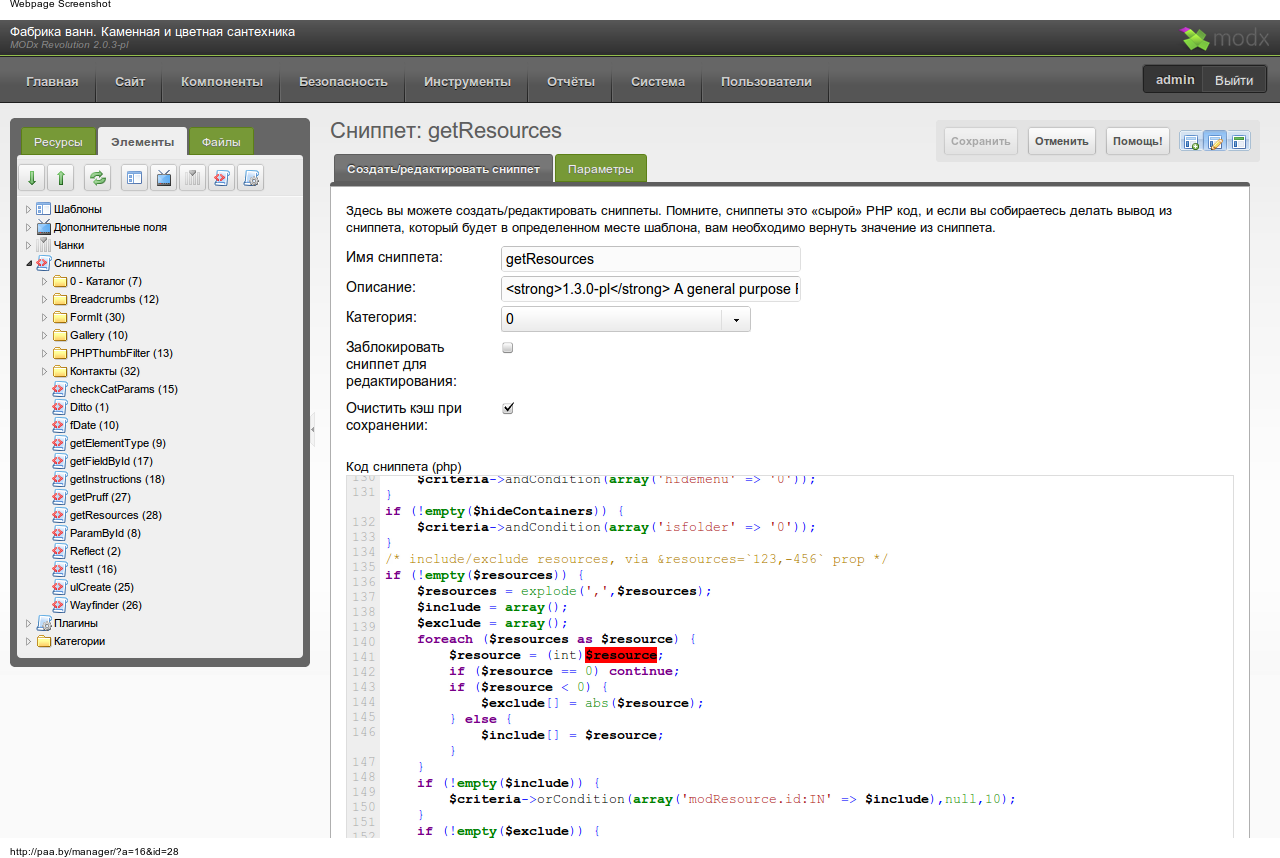 Webpage Screenshot
Фабрика ванн. Каменная и цветная сантехника
MODx Revolution 2.0.3-pl
modx
Главная Сайт Компоненты Безопасность Инструменты Отчёты Система Пользователи admin Выйти
Ресурсы Элементы Файлы
Шаблоны
Дополнительные поля
Чанки
Сниппеты
0 - Каталог (7)
Breadcrumbs (12)
FormIt (30)
Gallery (10)
PHPThumbFilter (13)
Контакты (32)
checkCatParams (15)
Ditto (1)
fDate (10)
getElementType (9)
getFieldById (17)
getInstructions (18)
getPruff (27)
getResources (28)
ParamById (8)
Reflect (2)
test1 (16)
ulCreate (25)
Wayfinder (26)
Плагины
Категории
Сниппет: getResources
Сохранить Отменить Помощь!
Создать/редактировать сниппет Параметры
Здесь вы можете создать/редактировать сниппеты. Помните, сниппеты это «сырой» PHP код, и если вы собираетесь делать вывод из
сниппета, который будет в определенном месте шаблона, вам необходимо вернуть значение из сниппета.
Имя сниппета: getResources
Описание: <strong>1.3.0-pl</strong> A general purpose
Категория: 0
Заблокировать
сниппет для
редактирования:
Очистить кэш при
сохранении:
Код сниппета (php)
130 $criteria->andCondition(array('hidemenu' => '0'));
131 }
if (!empty($hideContainers)) {
132 $criteria->andCondition(array('isfolder' => '0'));
133 }
134 /* include/exclude resources, via &resources=`123,-456` prop */
135 if (!empty($resources)) {
136 $resources = explode(',',$resources);
137 $include = array();
138 $exclude = array();
139 foreach ($resources as $resource) {
140 $resource = (int)$resource;
141 if ($resource == 0) continue;
142 if ($resource < 0) {
143 $exclude[] = abs($resource);
144 } else {
145 $include[] = $resource;
146 }
147 }
148 if (!empty($include)) {
149 $criteria->orCondition(array('modResource.id:IN' => $include),null,10);
150 }
151 if (!empty($exclude)) {
152
http://paa.by/manager/?a=16&id=28